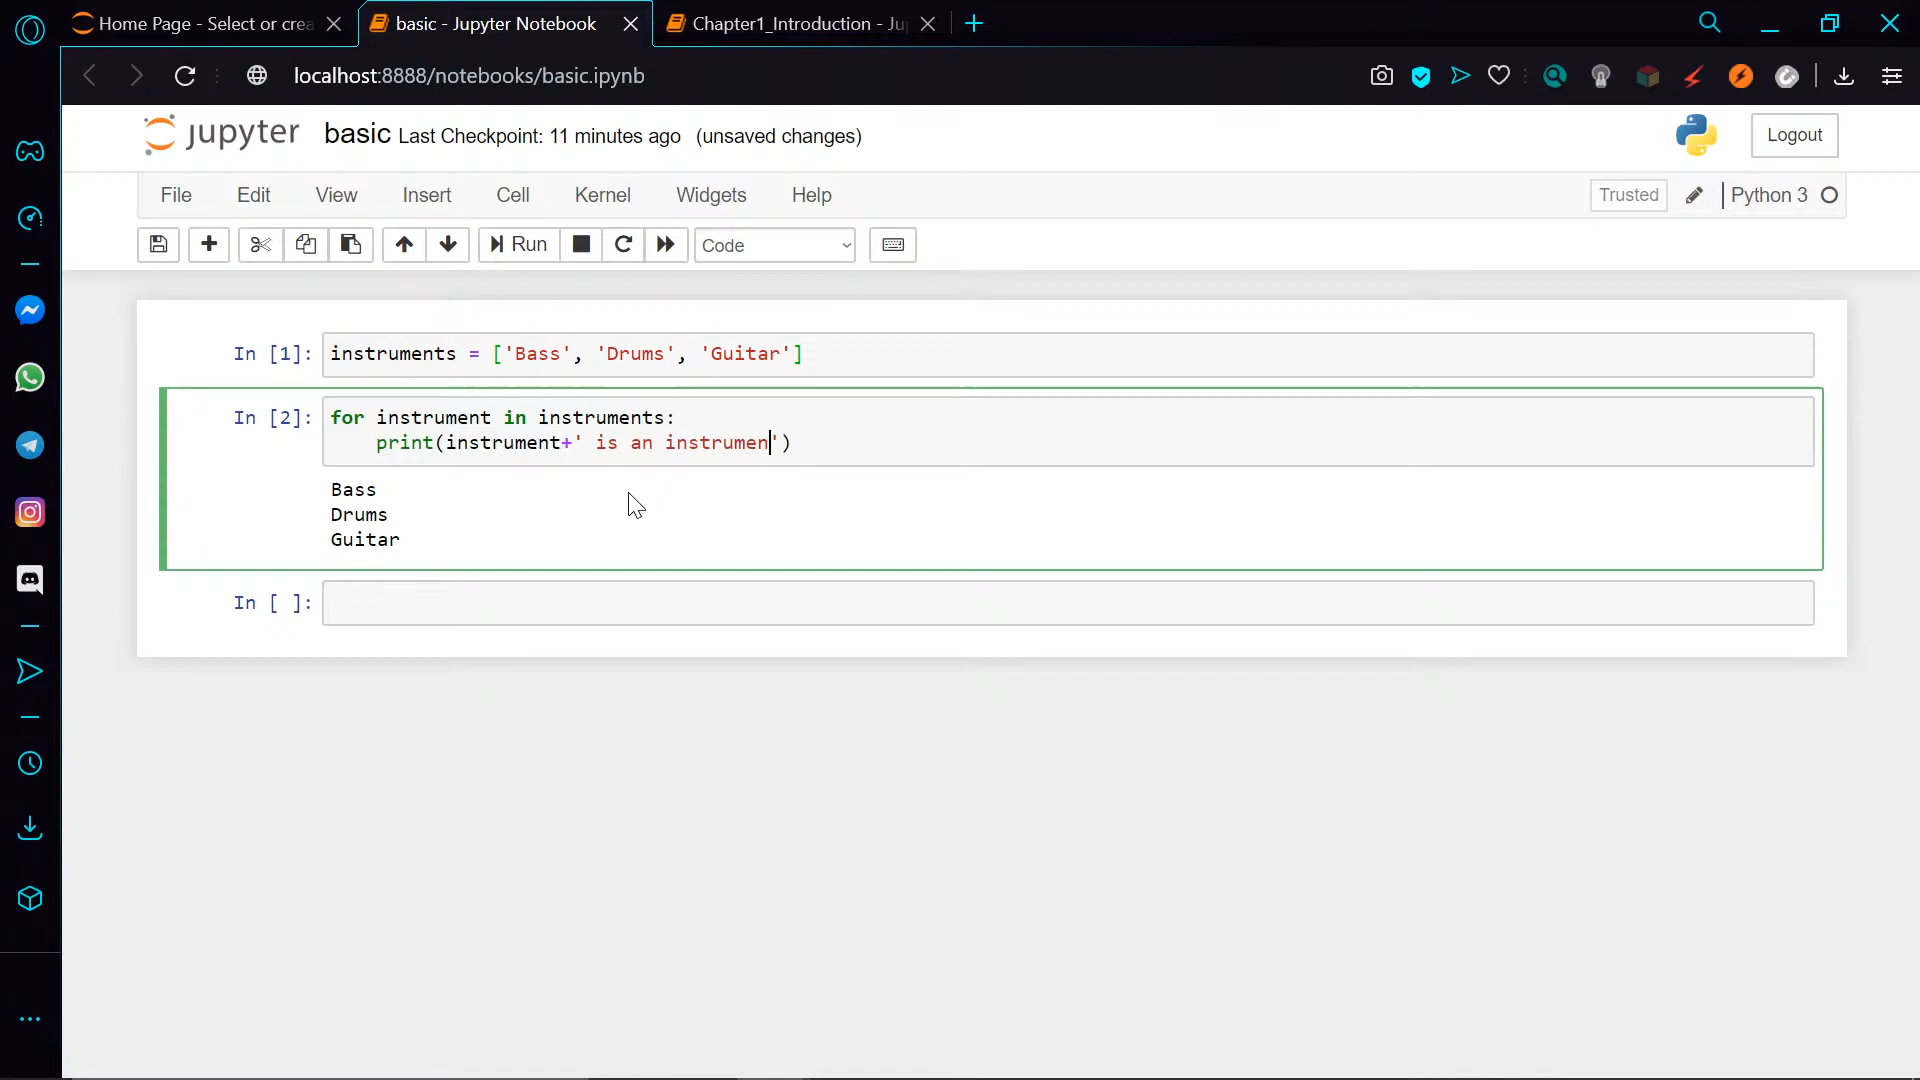 Home Page - Select or crea
basic - Jupyter Notebook
Chapter1_Introduction - Ju
localhost:8888/notebooks/basic.ipynb
jupyter basic Last Checkpoint: 11 minutes ago (unsaved changes)
Logout
File Edit View Insert Cell Kernel Widgets Help
Trusted Python 3
Run Code
In [1]: instruments = ['Bass', 'Drums', 'Guitar']
In [2]: for instrument in instruments:
print(instrument+' is an instrumen')
Bass
Drums
Guitar
In [ ]: